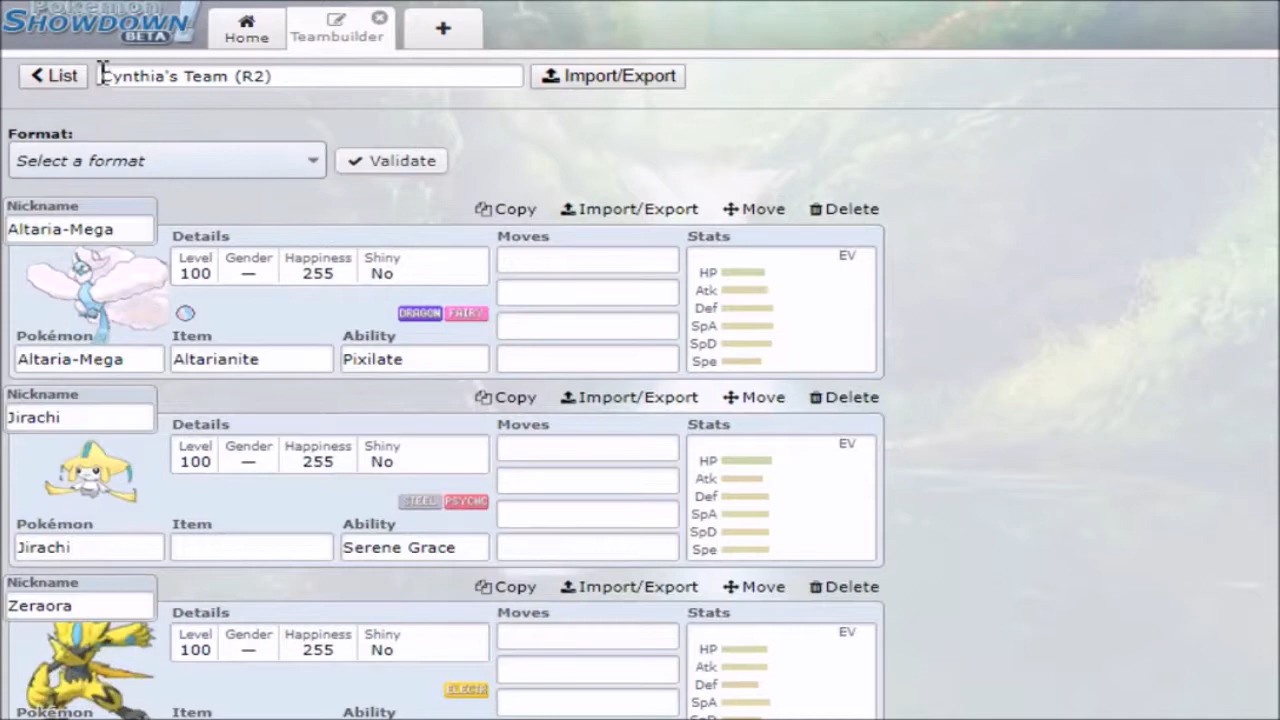 Pokémon
SHOWDOWN!
BETA
Home
Teambuilder
+
List
Cynthia's Team (R2)
Import/Export
Format:
Select a format
Validate
Nickname
Altaria-Mega
Copy Import/Export Move Delete
Details
Moves
Stats
Level Gender Happiness Shiny
100 — 255 No
EV
HP
Atk
Def
SpA
SpD
Spe
DRAGON FAIRY
Pokémon Item Ability
Altaria-Mega Altarianite Pixilate
Nickname
Jirachi
Copy Import/Export Move Delete
Details
Moves
Stats
Level Gender Happiness Shiny
100 — 255 No
EV
HP
Atk
Def
SpA
SpD
Spe
STEEL PSYCHC
Pokémon Item Ability
Jirachi Serene Grace
Nickname
Zeraora
Copy Import/Export Move Delete
Details
Moves
Stats
Level Gender Happiness Shiny
100 — 255 No
EV
HP
Atk
Def
SpA
ELECTR
Pokémon Item Ability